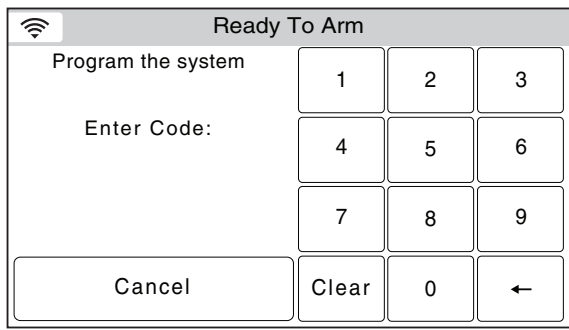 Ready To Arm
Program the system
Enter Code:
1 2 3
4 5 6
7 8 9
Cancel Clear 0 ←